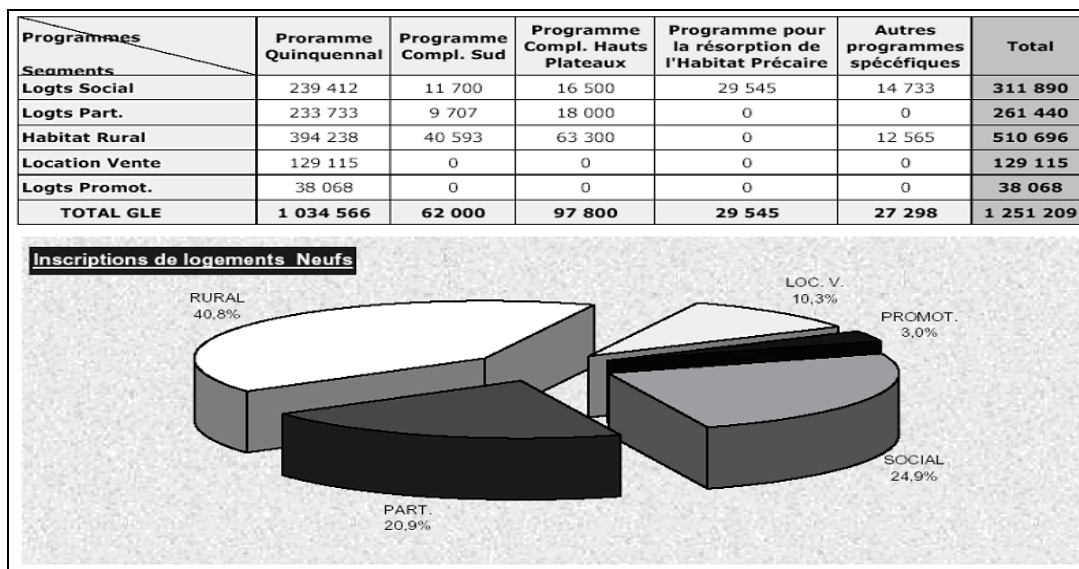 Programmes
Segments
Proramme Quinquennal
Programme Compl. Sud
Programme Compl. Hauts Plateaux
Programme pour la résorption de l'Habitat Précaire
Autres programmes spécéfiques
Total
Logts Social 239 412 11 700 16 500 29 545 14 733 311 890
Logts Part. 233 733 9 707 18 000 0 0 261 440
Habitat Rural 394 238 40 593 63 300 0 12 565 510 696
Location Vente 129 115 0 0 0 0 129 115
Logts Promot. 38 068 0 0 0 0 38 068
TOTAL GLE 1 034 566 62 000 97 800 29 545 27 298 1 251 209
Inscriptions de logements Neufs
RURAL
40,8%
LOC. V.
10,3%
PROMOT.
3,0%
SOCIAL
24,9%
PART.
20,9%